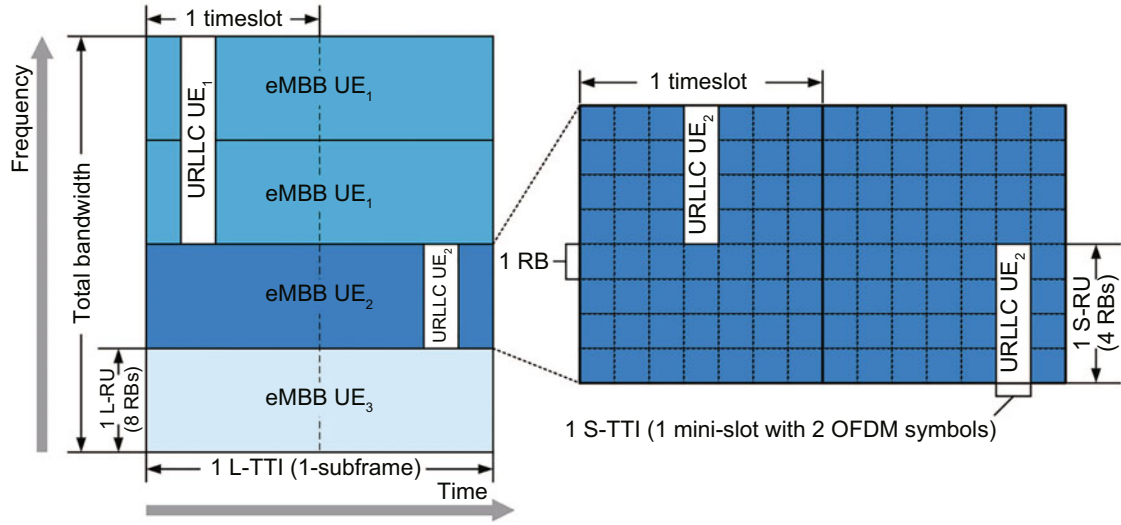 1 timeslot
Frequency
Total bandwidth
URLLC UE₁
eMBB UE₁
eMBB UE₁
eMBB UE₂
URLLC UE₂
1 L-RU
(8 RBs)
eMBB UE₃
1 L-TTI (1-subframe)
Time
1 timeslot
URLLC UE₂
1 RB
URLLC UE₂
1 S-RU
(4 RBs)
1 S-TTI (1 mini-slot with 2 OFDM symbols)